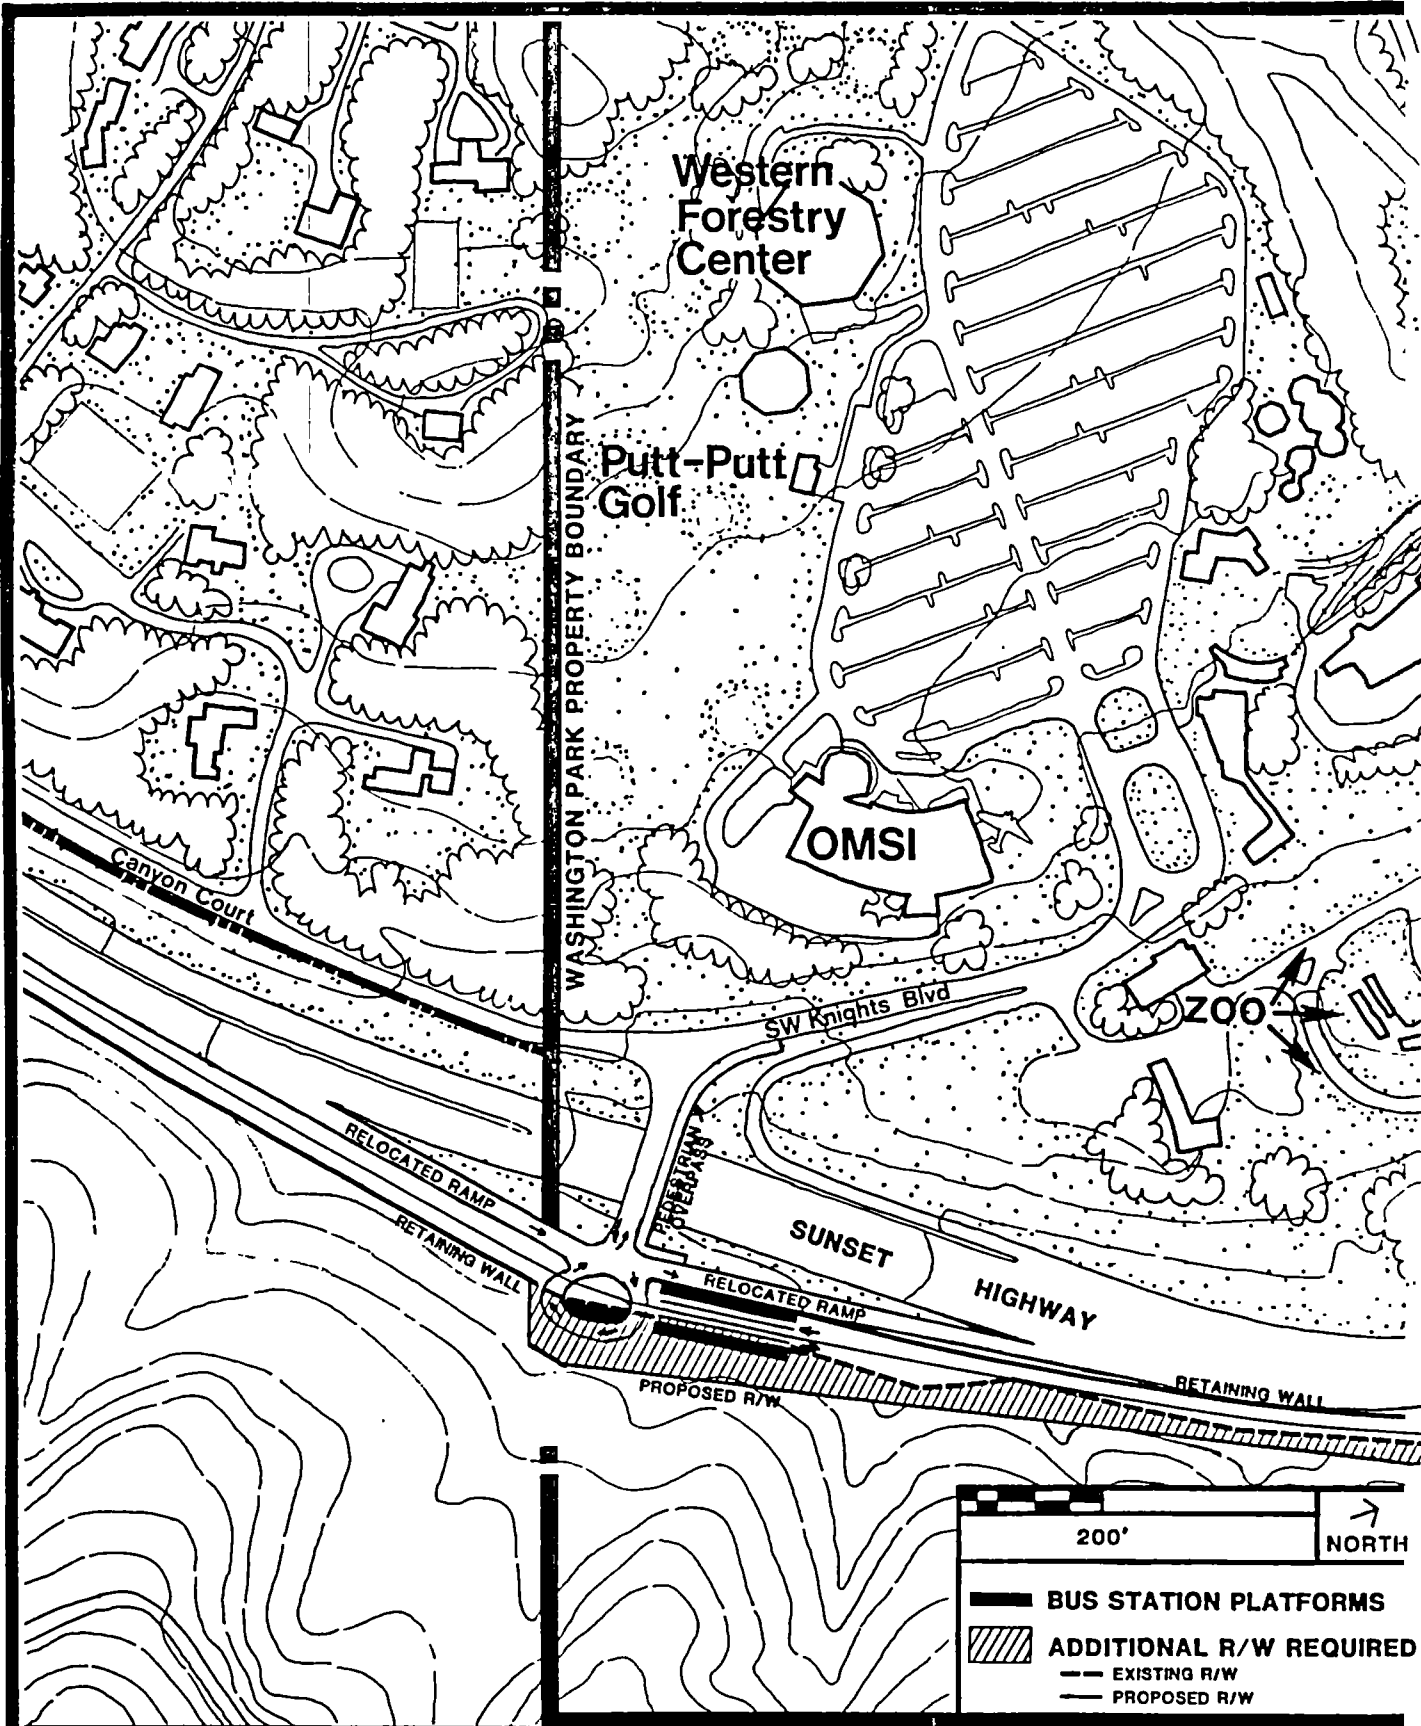 Western
Forestry
Center
Putt-Putt
Golf
WASHINGTON PARK PROPERTY BOUNDARY
OMSI
Canyon Court
ZOO
SW Knights Blvd
PEDESTRIAN
OVERPASS
RELOCATED RAMP
RETAINING WALL
SUNSET
HIGHWAY
RELOCATED RAMP
PROPOSED R/W
RETAINING WALL
200'
NORTH
BUS STATION PLATFORMS
ADDITIONAL R/W REQUIRED
EXISTING R/W
PROPOSED R/W